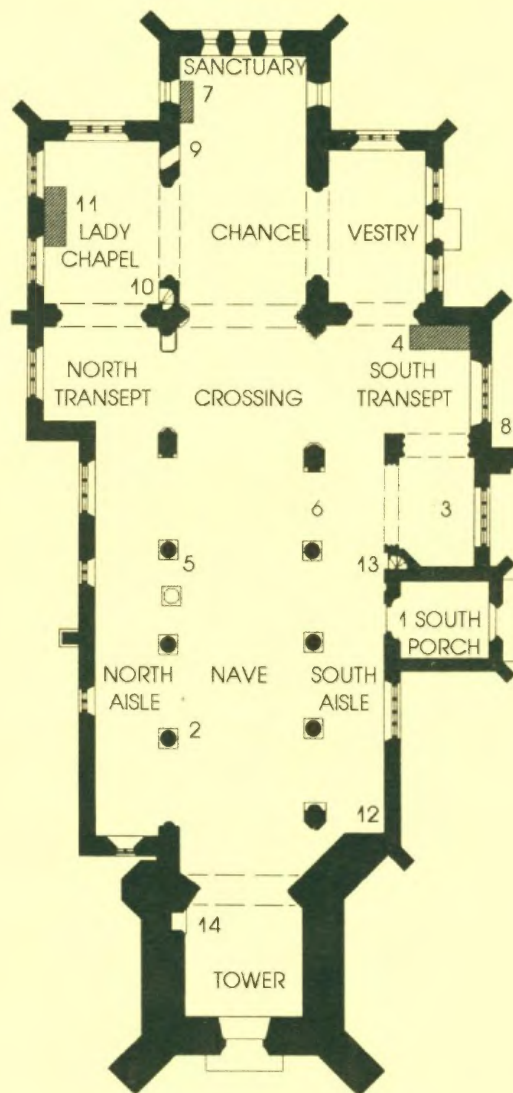 SANCTUARY
7
9
11
LADY
CHAPEL
CHANCEL
VESTRY
10
4
NORTH
TRANSEPT
CROSSING
SOUTH
TRANSEPT
8
6
3
5
13
1 SOUTH
PORCH
NORTH
AISLE
NAVE
SOUTH
AISLE
2
12
14
TOWER